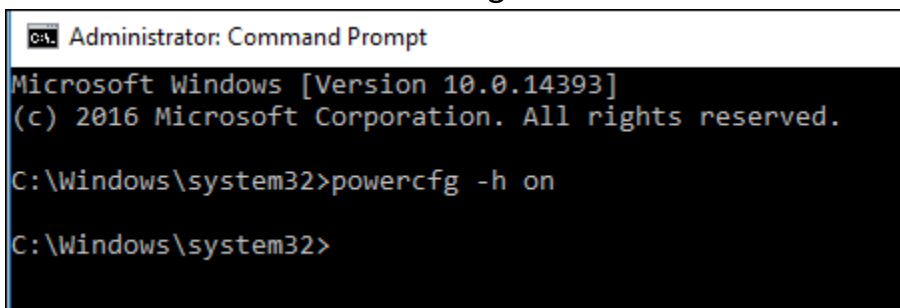 Administrator: Command Prompt
Microsoft Windows [Version 10.0.14393]
(c) 2016 Microsoft Corporation. All rights reserved.
C:\Windows\system32>powercfg -h on
C:\Windows\system32>